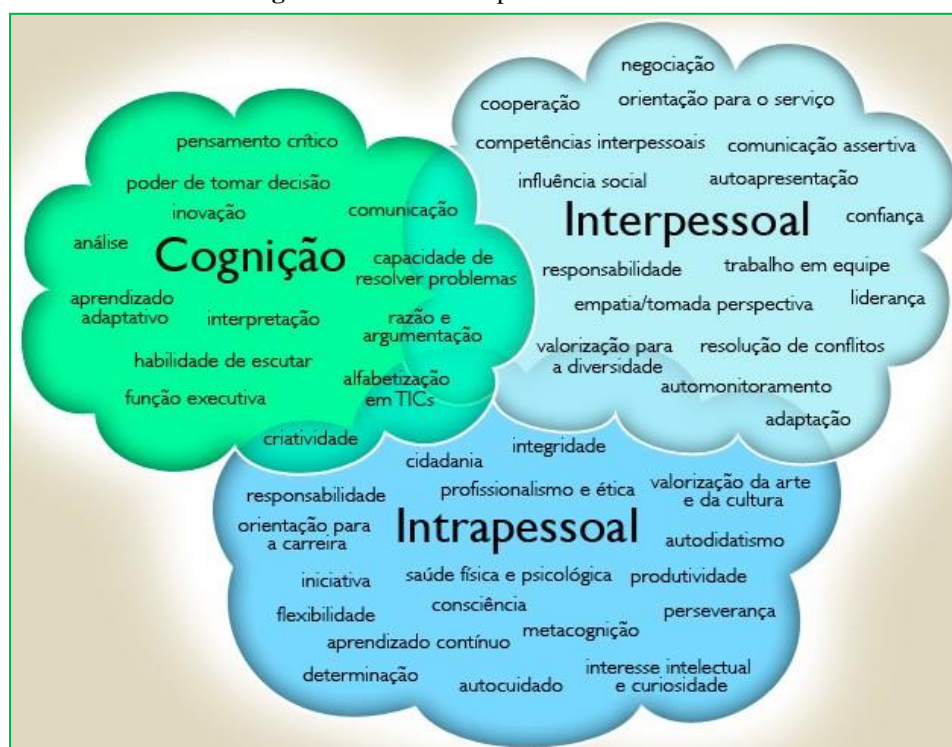 pensamento crítico
poder de tomar decisão
inovação
comunicação
análise
Cognição
capacidade de
resolver problemas
aprendizado
adaptativo
interpretação
razão e
argumentação
habilidade de escutar
função executiva
alfabetização
em TICs
criatividade
negociação
cooperação
orientação para o serviço
competências interpessoais
comunicação assertiva
influência social
autoapresentação
Interpessoal
confiança
responsabilidade
trabalho em equipe
empatia/tomada perspectiva
liderança
valorização para
a diversidade
resolução de conflitos
automonitoramento
adaptação
integridade
cidadania
responsabilidade
profissionalismo e ética
valorização da arte
e da cultura
orientação para
a carreira
Intrapessoal
autodidatismo
iniciativa
saúde física e psicológica
produtividade
flexibilidade
consciência
perseverança
aprendizado contínuo
metacognição
determinação
autocuidado
interesse intelectual
e curiosidade